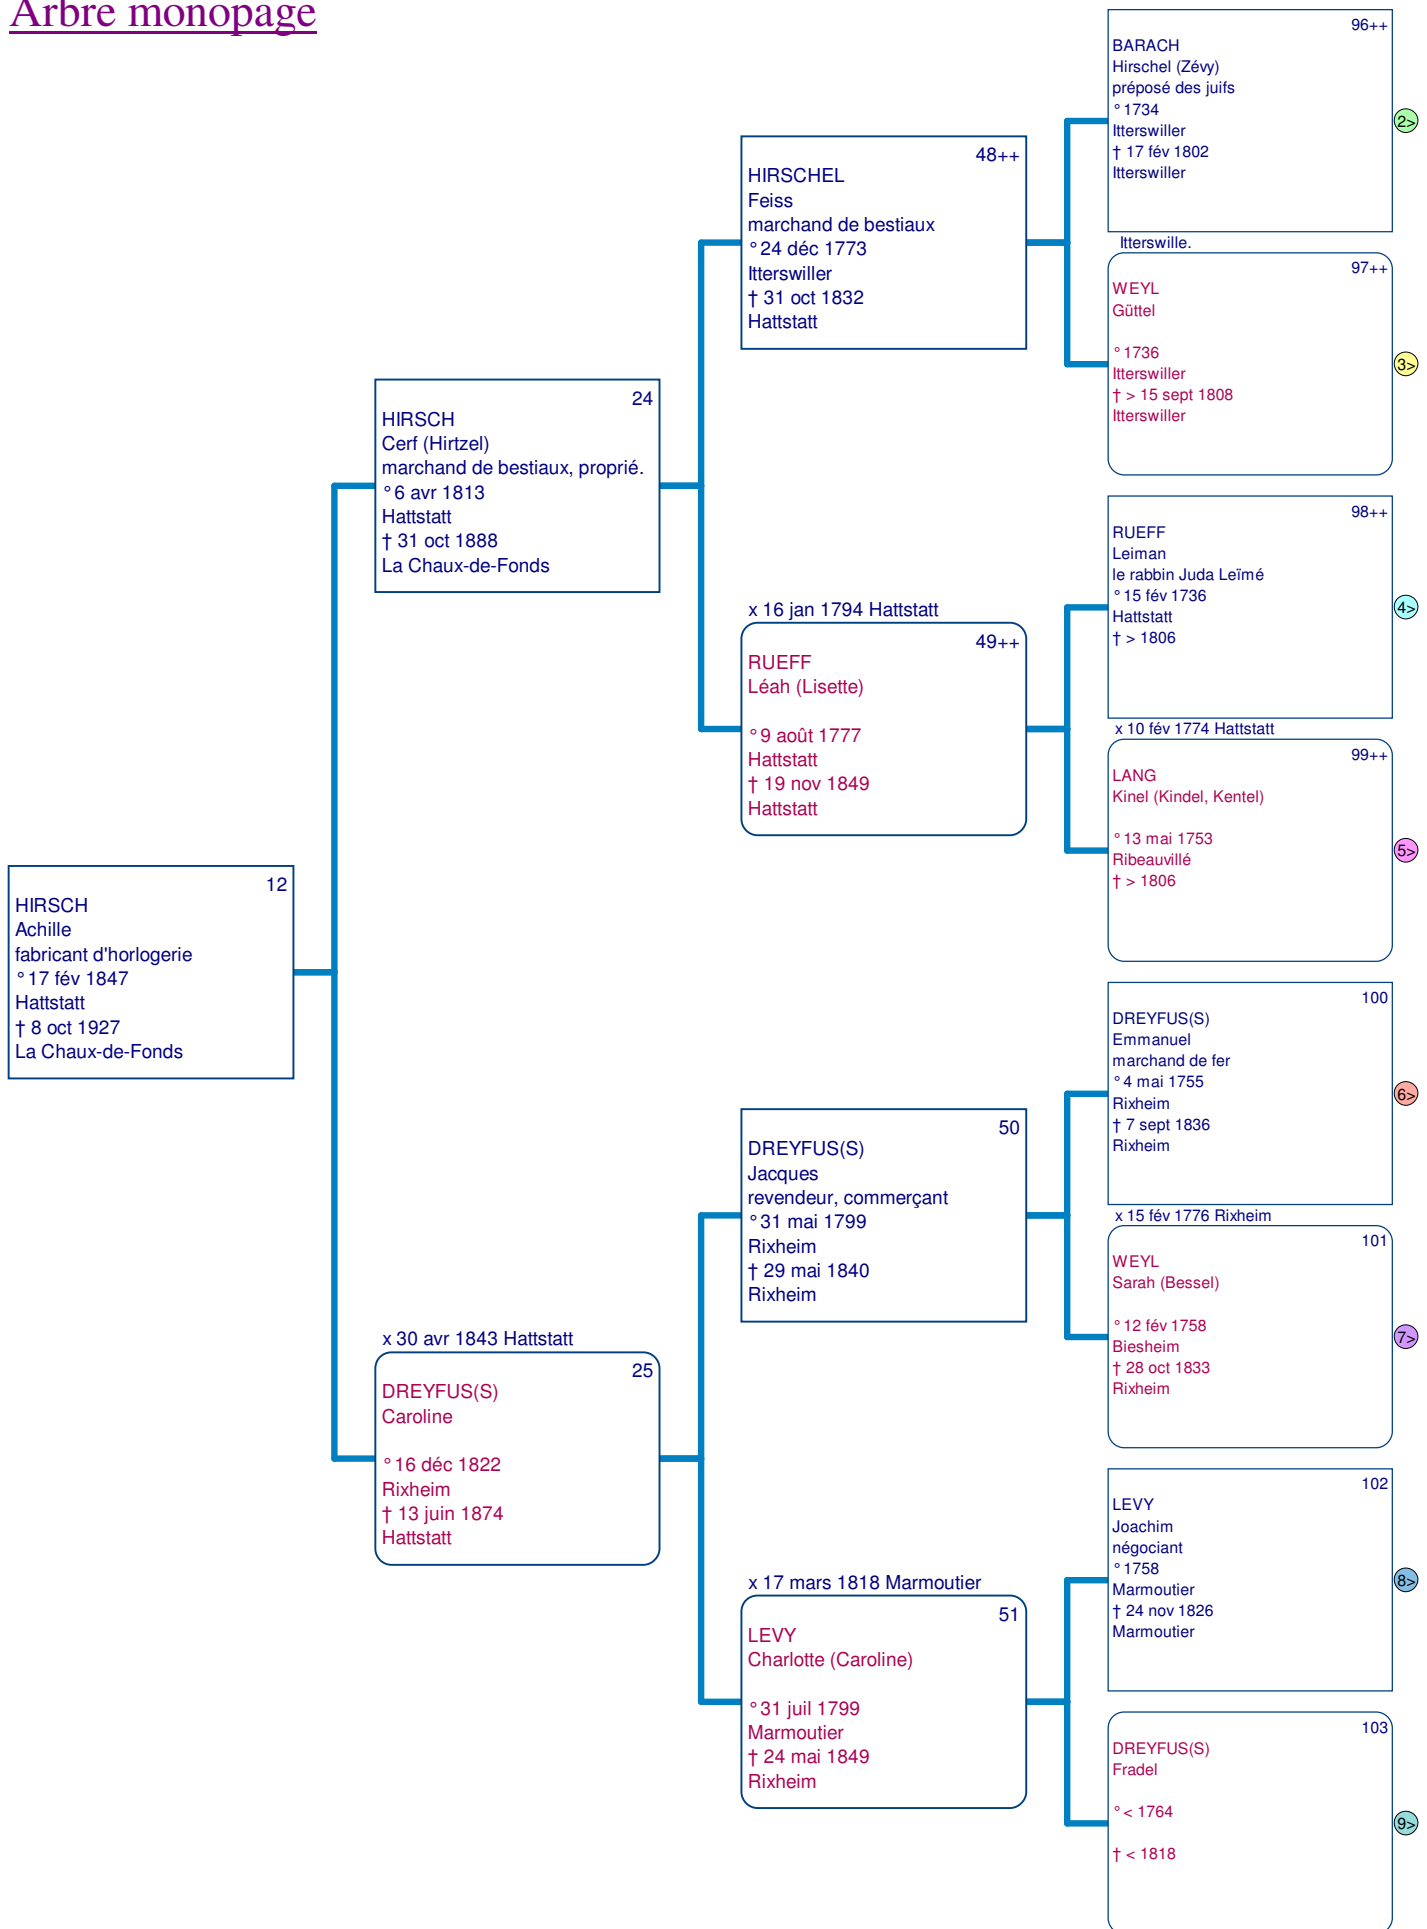 Arbre monopage
12
HIRSCH
Achille
fabricant d'horlogerie
° 17 fév 1847
Hattstatt
† 8 oct 1927
La Chaux-de-Fonds
24
HIRSCH
Cerf (Hirtzel)
marchand de bestiaux, proprié.
° 6 avr 1813
Hattstatt
† 31 oct 1888
La Chaux-de-Fonds
x 30 avr 1843 Hattstatt
25
DREYFUS(S)
Caroline
° 16 déc 1822
Rixheim
† 13 juin 1874
Hattstatt
48++
HIRSCHEL
Feiss
marchand de bestiaux
° 24 déc 1773
Itterswiller
† 31 oct 1832
Hattstatt
x 16 jan 1794 Hattstatt
49++
RUEFF
Léah (Lisette)
° 9 août 1777
Hattstatt
† 19 nov 1849
Hattstatt
50
DREYFUS(S)
Jacques
revendeur, commerçant
° 31 mai 1799
Rixheim
† 29 mai 1840
Rixheim
x 17 mars 1818 Marmoutier
51
LEVY
Charlotte (Caroline)
° 31 juil 1799
Marmoutier
† 24 mai 1849
Rixheim
96++
BARACH
Hirschel (Zévy)
préposé des juifs
° 1734
Itterswiller
† 17 fév 1802
Itterswiller
2>
Itterswille.
97++
WEYL
Güttel
° 1736
Itterswiller
† > 15 sept 1808
Itterswiller
3>
98++
RUEFF
Leiman
le rabbin Juda Leïmé
° 15 fév 1736
Hattstatt
† > 1806
4>
x 10 fév 1774 Hattstatt
99++
LANG
Kinel (Kindel, Kentel)
° 13 mai 1753
Ribeauvillé
† > 1806
5>
100
DREYFUS(S)
Emmanuel
marchand de fer
° 4 mai 1755
Rixheim
† 7 sept 1836
Rixheim
6>
x 15 fév 1776 Rixheim
101
WEYL
Sarah (Bessel)
° 12 fév 1758
Biesheim
† 28 oct 1833
Rixheim
7>
102
LEVY
Joachim
négociant
° 1758
Marmoutier
† 24 nov 1826
Marmoutier
8>
103
DREYFUS(S)
Fradel
° < 1764
† < 1818
9>